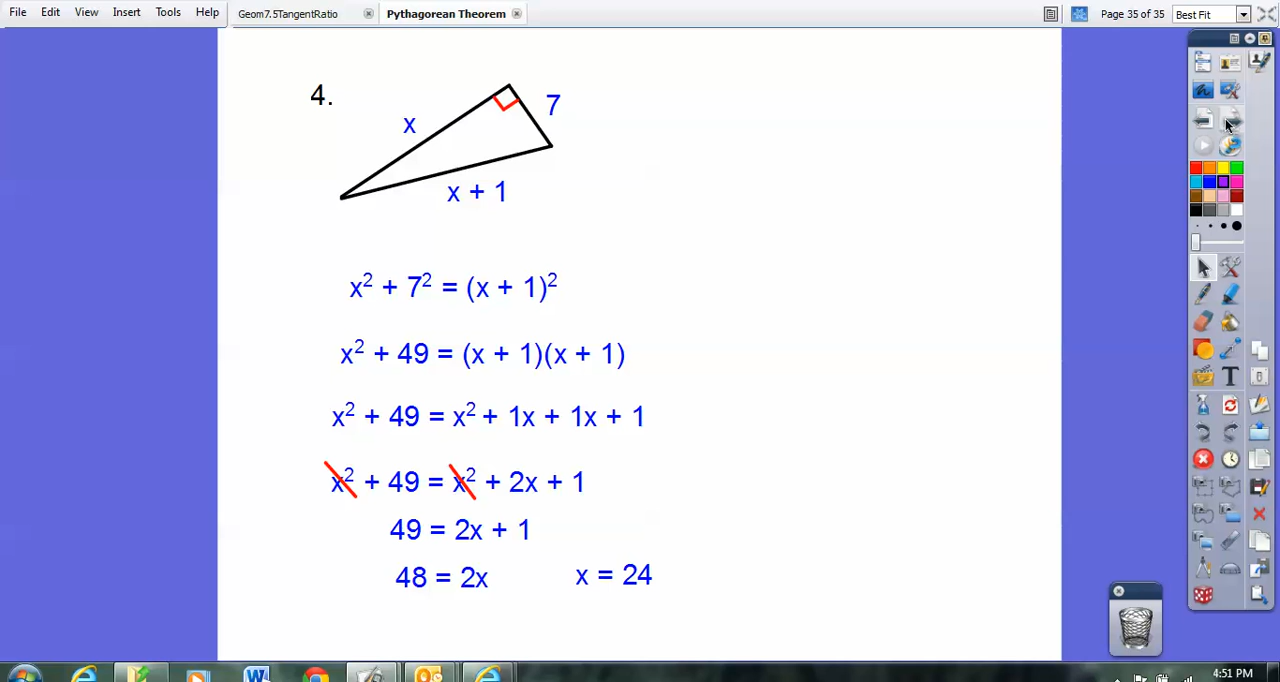 File Edit View Insert Tools Help Geom7.5TangentRatio Pythagorean Theorem Page 35 of 35 Best Fit
4.
x
7
x + 1
x² + 7² = (x + 1)²
x² + 49 = (x + 1)(x + 1)
x² + 49 = x² + 1x + 1x + 1
x² + 49 = x² + 2x + 1
49 = 2x + 1
48 = 2x x = 24
4:51 PM